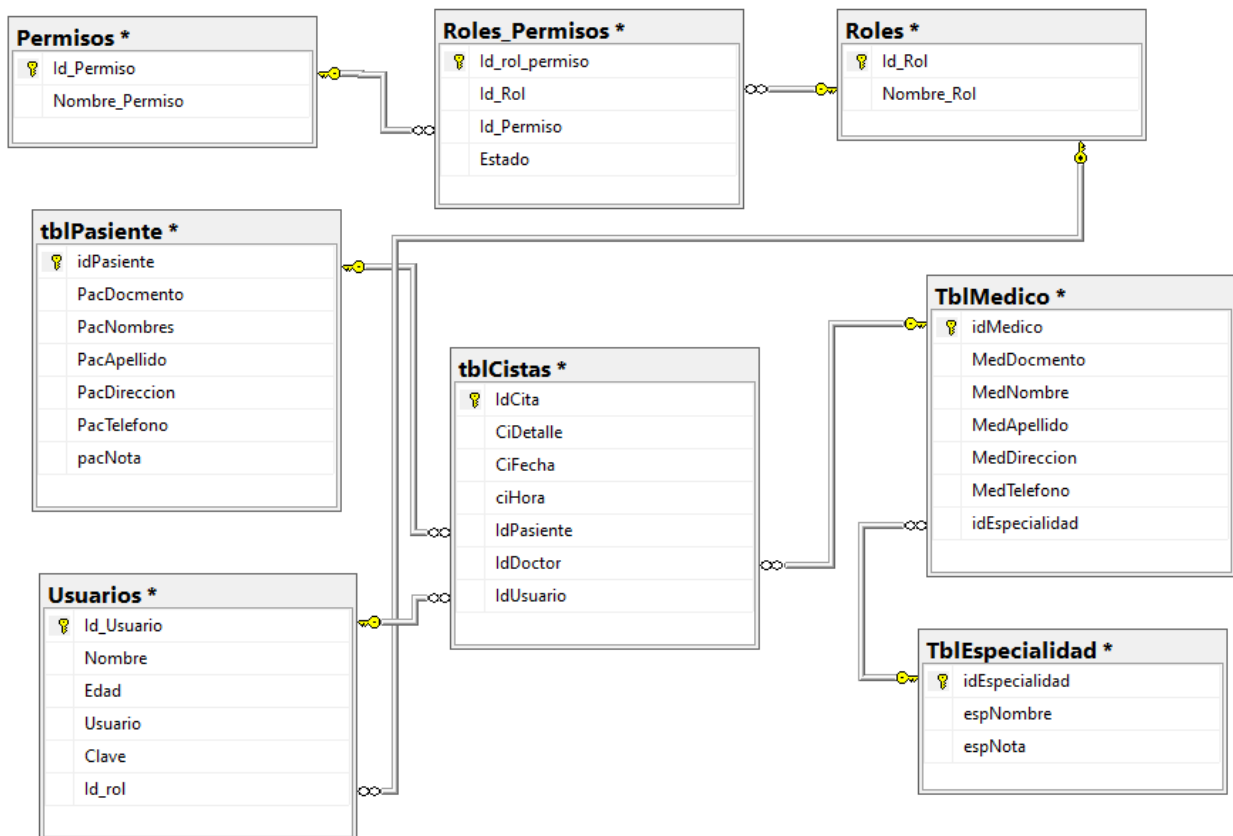 Permisos *
Id_Permiso
Nombre_Permiso
Roles_Permisos *
Id_rol_permiso
Id_Rol
Id_Permiso
Estado
Roles *
Id_Rol
Nombre_Rol
tblPasiente *
idPasiente
PacDocmento
PacNombres
PacApellido
PacDireccion
PacTelefono
pacNota
tblCistas *
IdCita
CiDetalle
CiFecha
ciHora
IdPasiente
IdDoctor
IdUsuario
TblMedico *
idMedico
MedDocmento
MedNombre
MedApellido
MedDireccion
MedTelefono
idEspecialidad
Usuarios *
Id_Usuario
Nombre
Edad
Usuario
Clave
Id_rol
TblEspecialidad *
idEspecialidad
espNombre
espNota